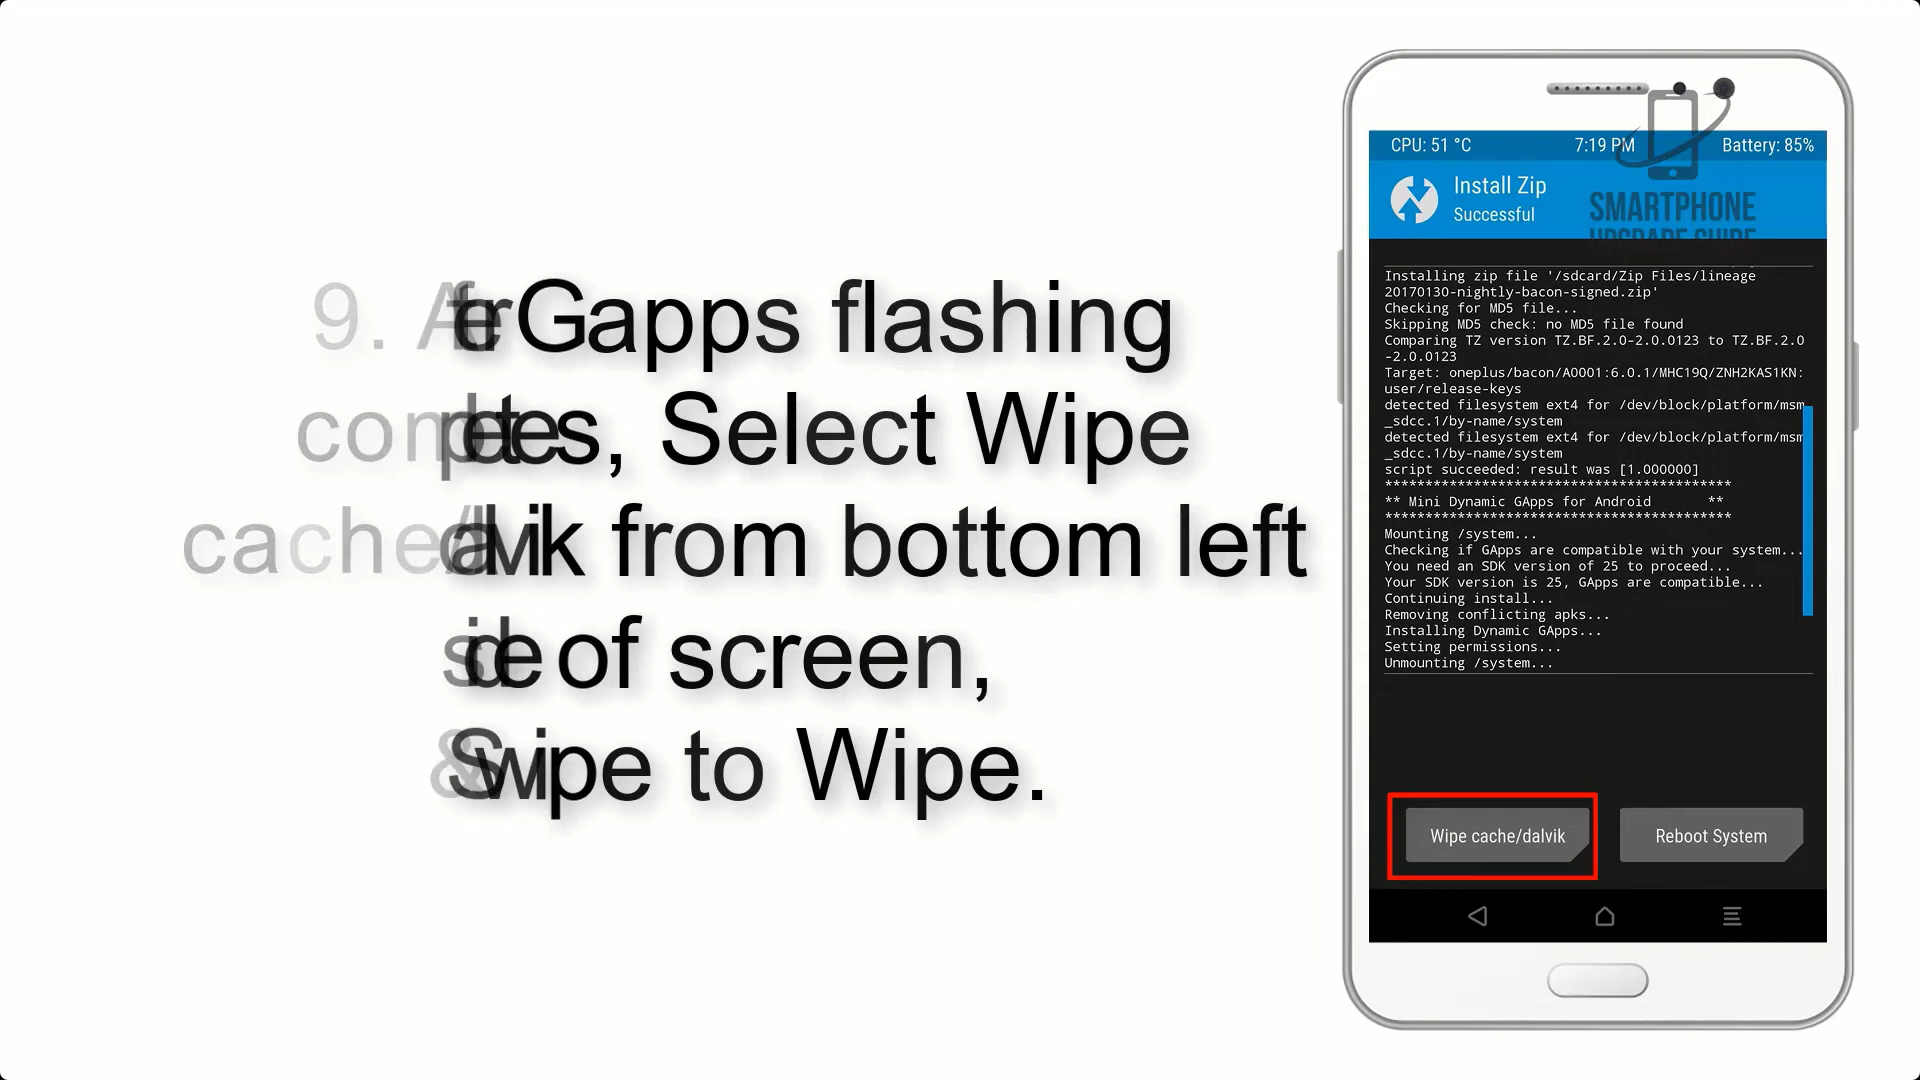 9. After Gapps flashing
completes, Select Wipe
cache/dalvik from bottom left
side of screen,
& Swipe to Wipe.
CPU: 51 °C 7:19 PM Battery: 85%
Install Zip
Successful
SMARTPHONE
UPGRADE GUIDE
Installing zip file '/sdcard/Zip Files/lineage
20170130-nightly-bacon-signed.zip'
Checking for MD5 file...
Skipping MD5 check: no MD5 file found
Comparing TZ version TZ.BF.2.0-2.0.0123 to TZ.BF.2.0
-2.0.0123
Target: oneplus/bacon/A0001:6.0.1/MHC19Q/ZNH2KAS1KN:
user/release-keys
detected filesystem ext4 for /dev/block/platform/msm
_sdcc.1/by-name/system
detected filesystem ext4 for /dev/block/platform/msm
_sdcc.1/by-name/system
script succeeded: result was [1.000000]
******************************************
** Mini Dynamic GApps for Android **
******************************************
Mounting /system...
Checking if GApps are compatible with your system...
You need an SDK version of 25 to proceed...
Your SDK version is 25, GApps are compatible...
Continuing install...
Removing conflicting apks...
Installing Dynamic GApps...
Setting permissions...
Unmounting /system...
Wipe cache/dalvik
Reboot System